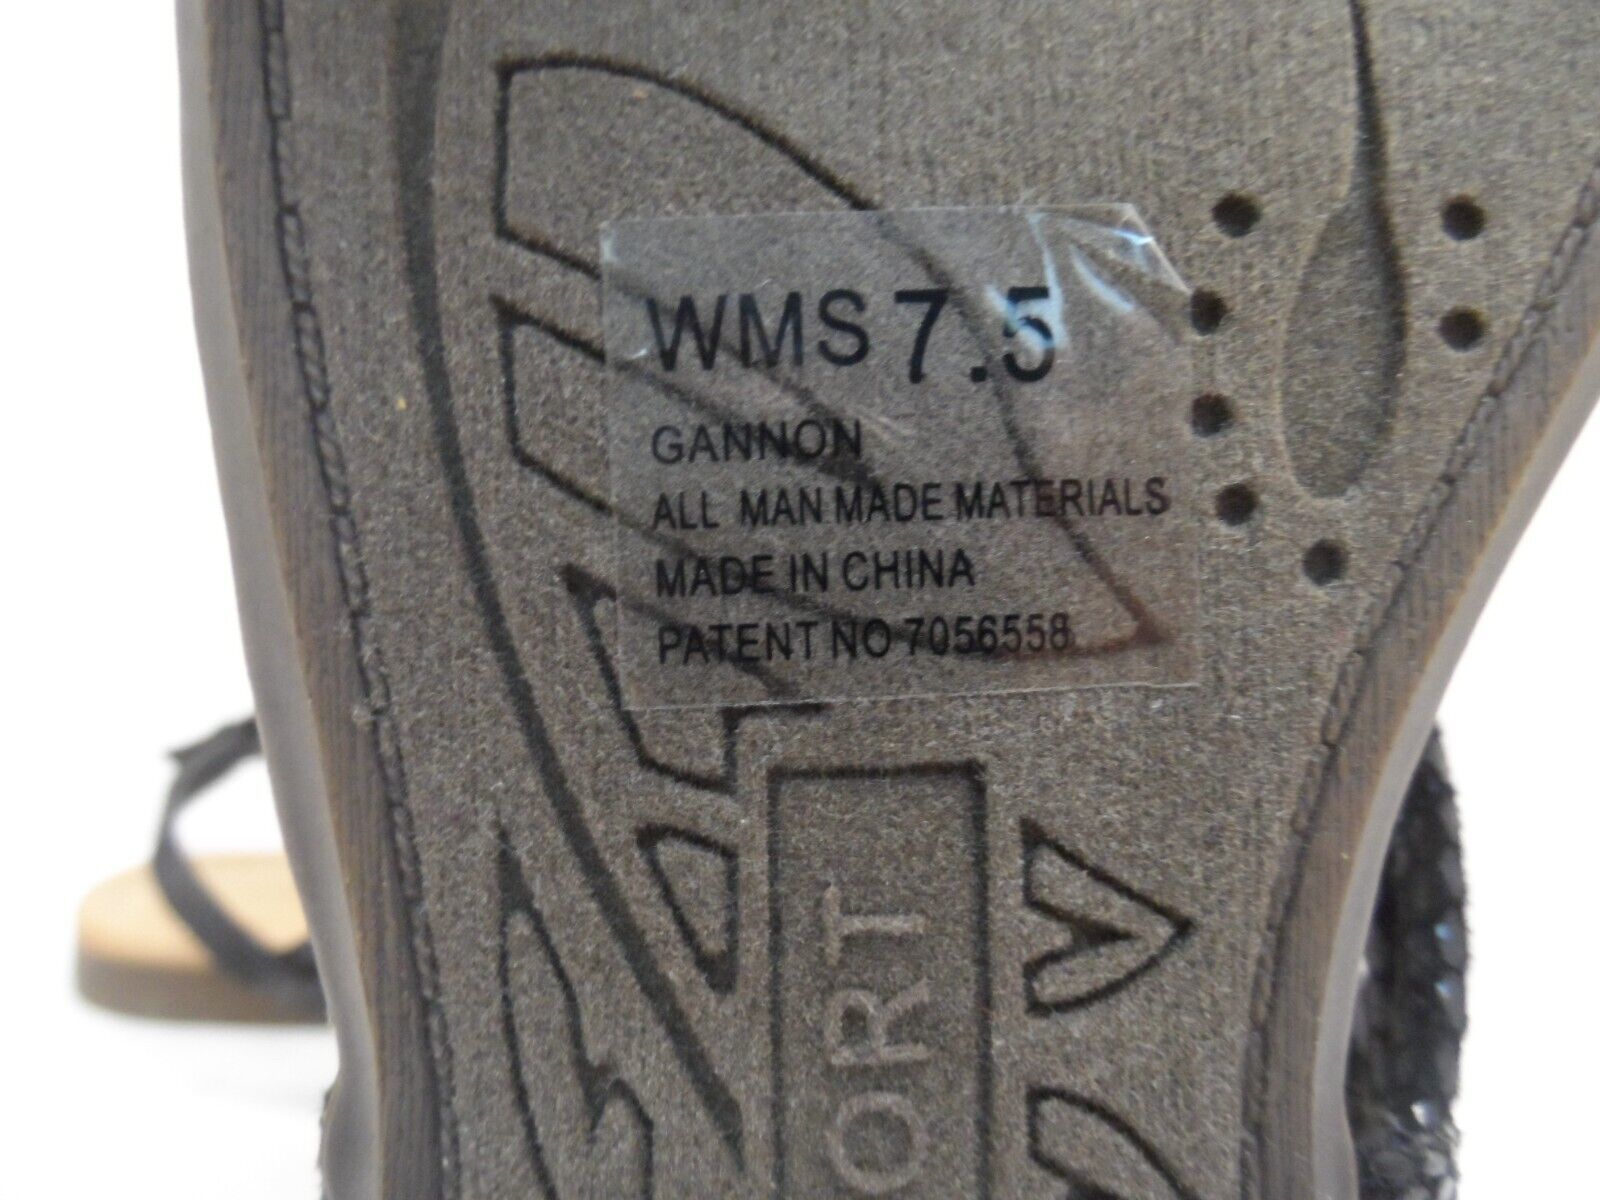 WMS 7.5
GANNON
ALL MAN MADE MATERIALS
MADE IN CHINA
PATENT NO 7056558
ORT